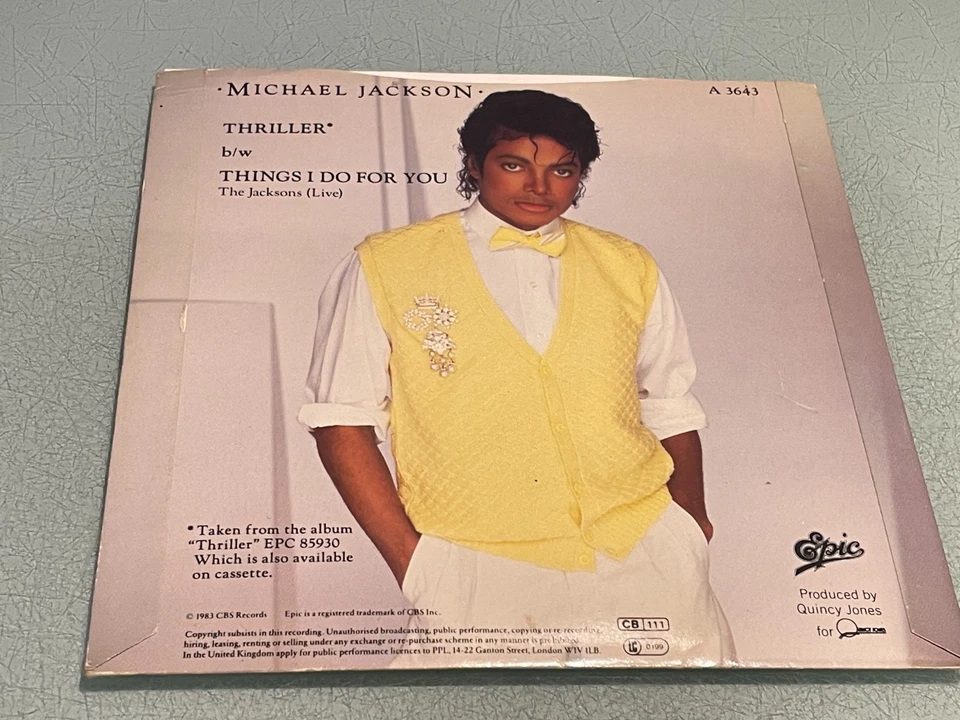 ·MICHAEL JACKSON·
A 3643
THRILLER*
b/w
THINGS I DO FOR YOU
The Jacksons (Live)
*Taken from the album
“Thriller” EPC 85930
Which is also available
on cassette.
Epic
Produced by
Quincy Jones
for QUINCY JONES
© 1983 CBS Records Epic is a registered trademark of CBS Inc.
CB 111
LC 0199
Copyright subsists in this recording. Unauthorised broadcasting, public performance, copying or re-recording,
hiring, leasing, renting or selling under any exchange or re-purchase scheme in any manner is prohibited.
In the United Kingdom apply for public performance licences to PPL, 14-22 Ganton Street, London W1V 1LB.